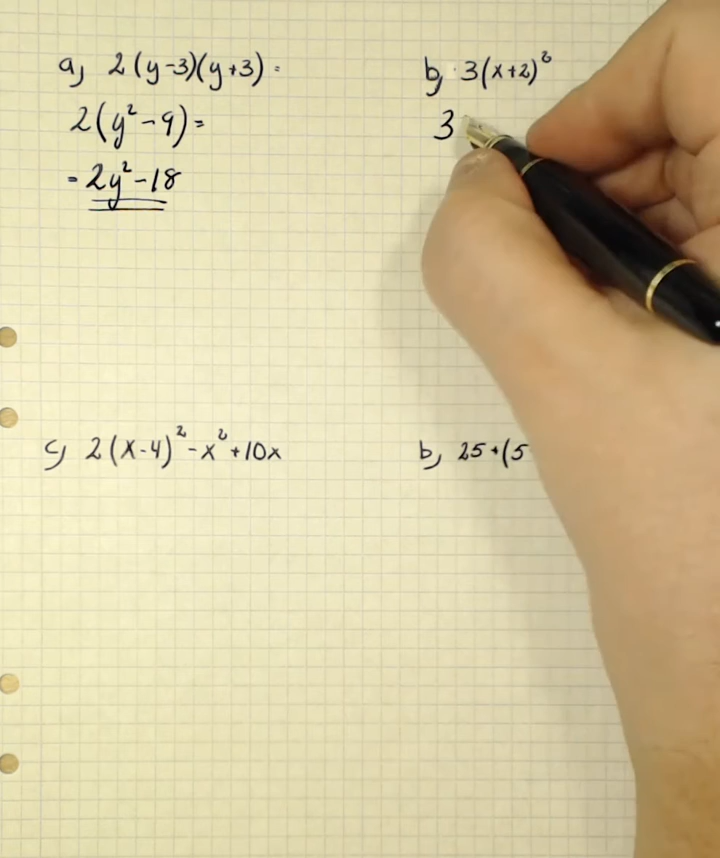 a) 2(y-3)(y+3) =
2(y²-9)=
= 2y²-18
b) 3(x+2)²
3
c) 2(x-4)²-x²+10x
b) 25+(5